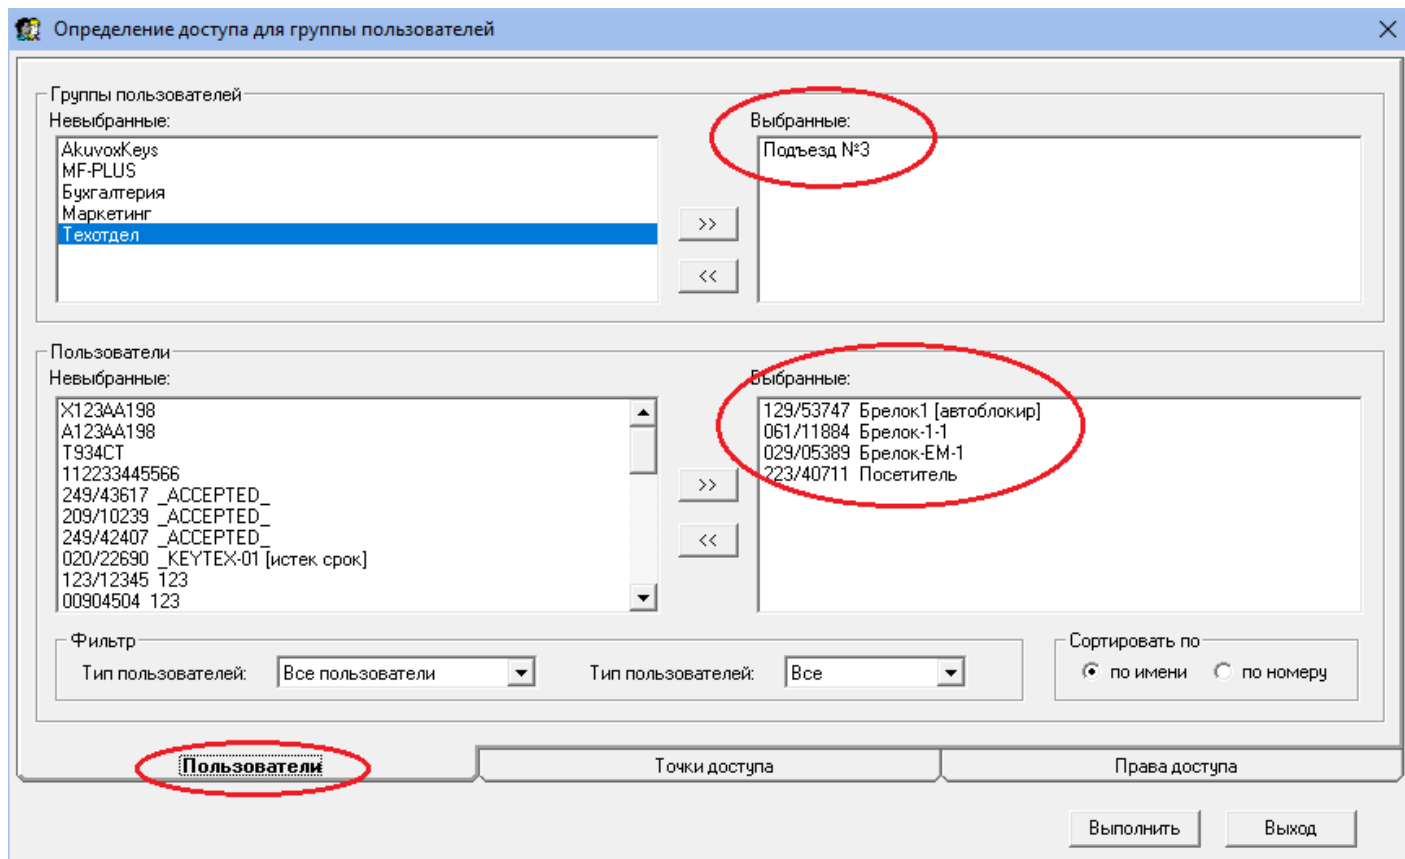 Определение доступа для группы пользователей
Группы пользователей
Невыбранные:
AkuvoxKeys
MF-PLUS
Бухгалтерия
Маркетинг
Техотдел
>>
<<
Выбранные:
Подъезд №3
Пользователи
Невыбранные:
X123AA198
A123AA198
T934CT
112233445566
249/43617 _ACCEPTED_
209/10239 _ACCEPTED_
249/42407 _ACCEPTED_
020/22690 _KEYTEX-01 [истек срок]
123/12345 123
00904504 123
>>
<<
Выбранные:
129/53747 Брелок1 [автоблокир]
061/11884 Брелок-1-1
029/05389 Брелок-EM-1
223/40711 Посетитель
Фильтр
Тип пользователей: Все пользователи Тип пользователей: Все
Сортировать по
по имени по номеру
Пользователи Точки доступа Права доступа
Выполнить Выход